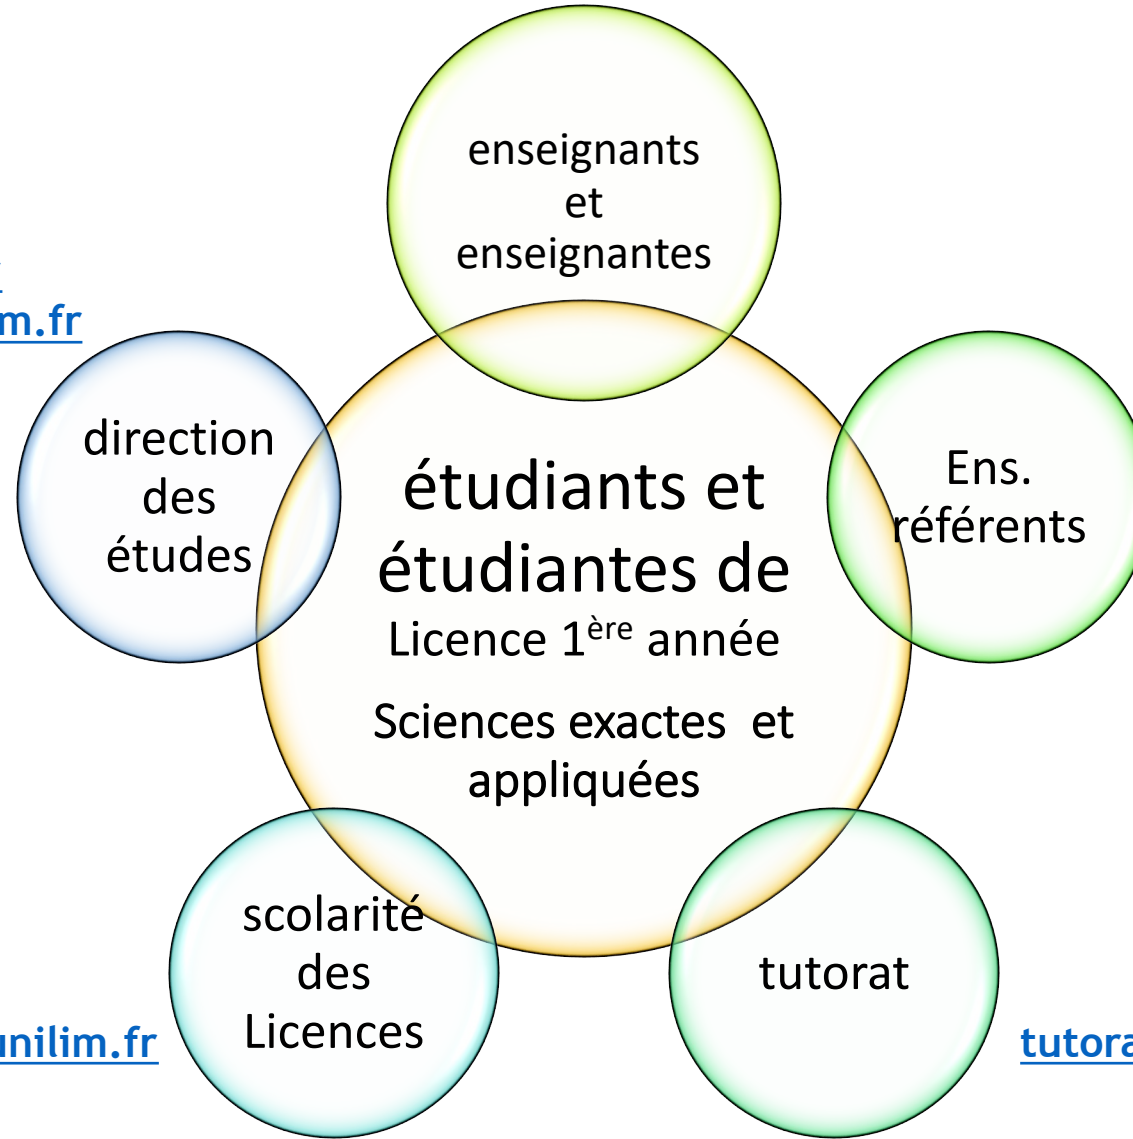 enseignants
et
enseignantes
m.fr
direction
des
études
Ens.
référents
étudiants et
étudiantes de
Licence 1ère année
Sciences exactes et
appliquées
scolarité
des
Licences
unilim.fr
tutorat
tutora